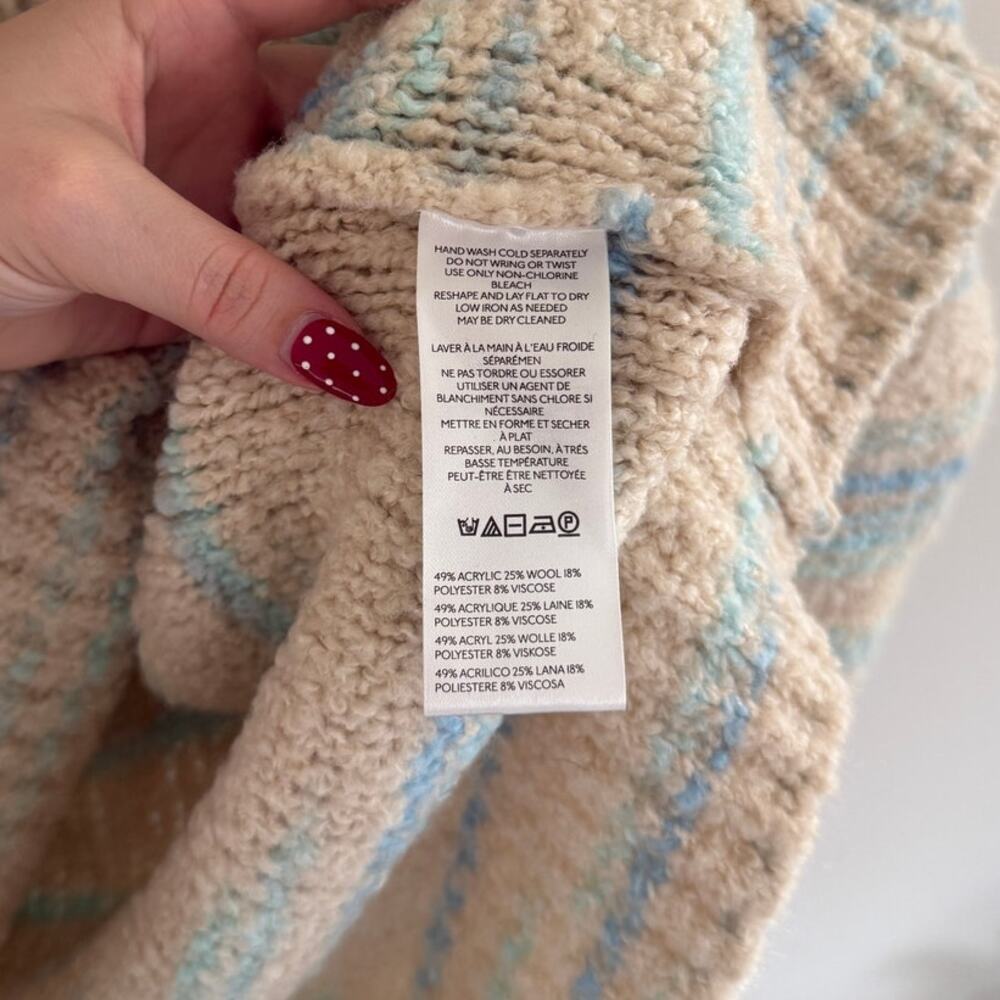 HAND WASH COLD SEPARATELY
DO NOT WRING OR TWIST
USE ONLY NON-CHLORINE
BLEACH
RESHAPE AND LAY FLAT TO DRY
LOW IRON AS NEEDED
MAY BE DRY CLEANED
LAVER À LA MAIN À L'EAU FROIDE
SÉPARÉMEN
NE PAS TORDRE OU ESSORER
UTILISER UN AGENT DE
BLANCHIMENT SANS CHLORE SI
NÉCESSAIRE
METTRE EN FORME ET SECHER
À PLAT
REPASSER, AU BESOIN, À TRÉS
BASSE TEMPÉRATURE
PEUT-ÊTRE ÊTRE NETTOYÉE
À SEC
P
49% ACRYLIC 25% WOOL 18%
POLYESTER 8% VISCOSE
49% ACRYLIQUE 25% LAINE 18%
POLYESTER 8% VISCOSE
49% ACRYL 25% WOLLE 18%
POLYESTER 8% VISKOSE
49% ACRILICO 25% LANA 18%
POLIESTERE 8% VISCOSA